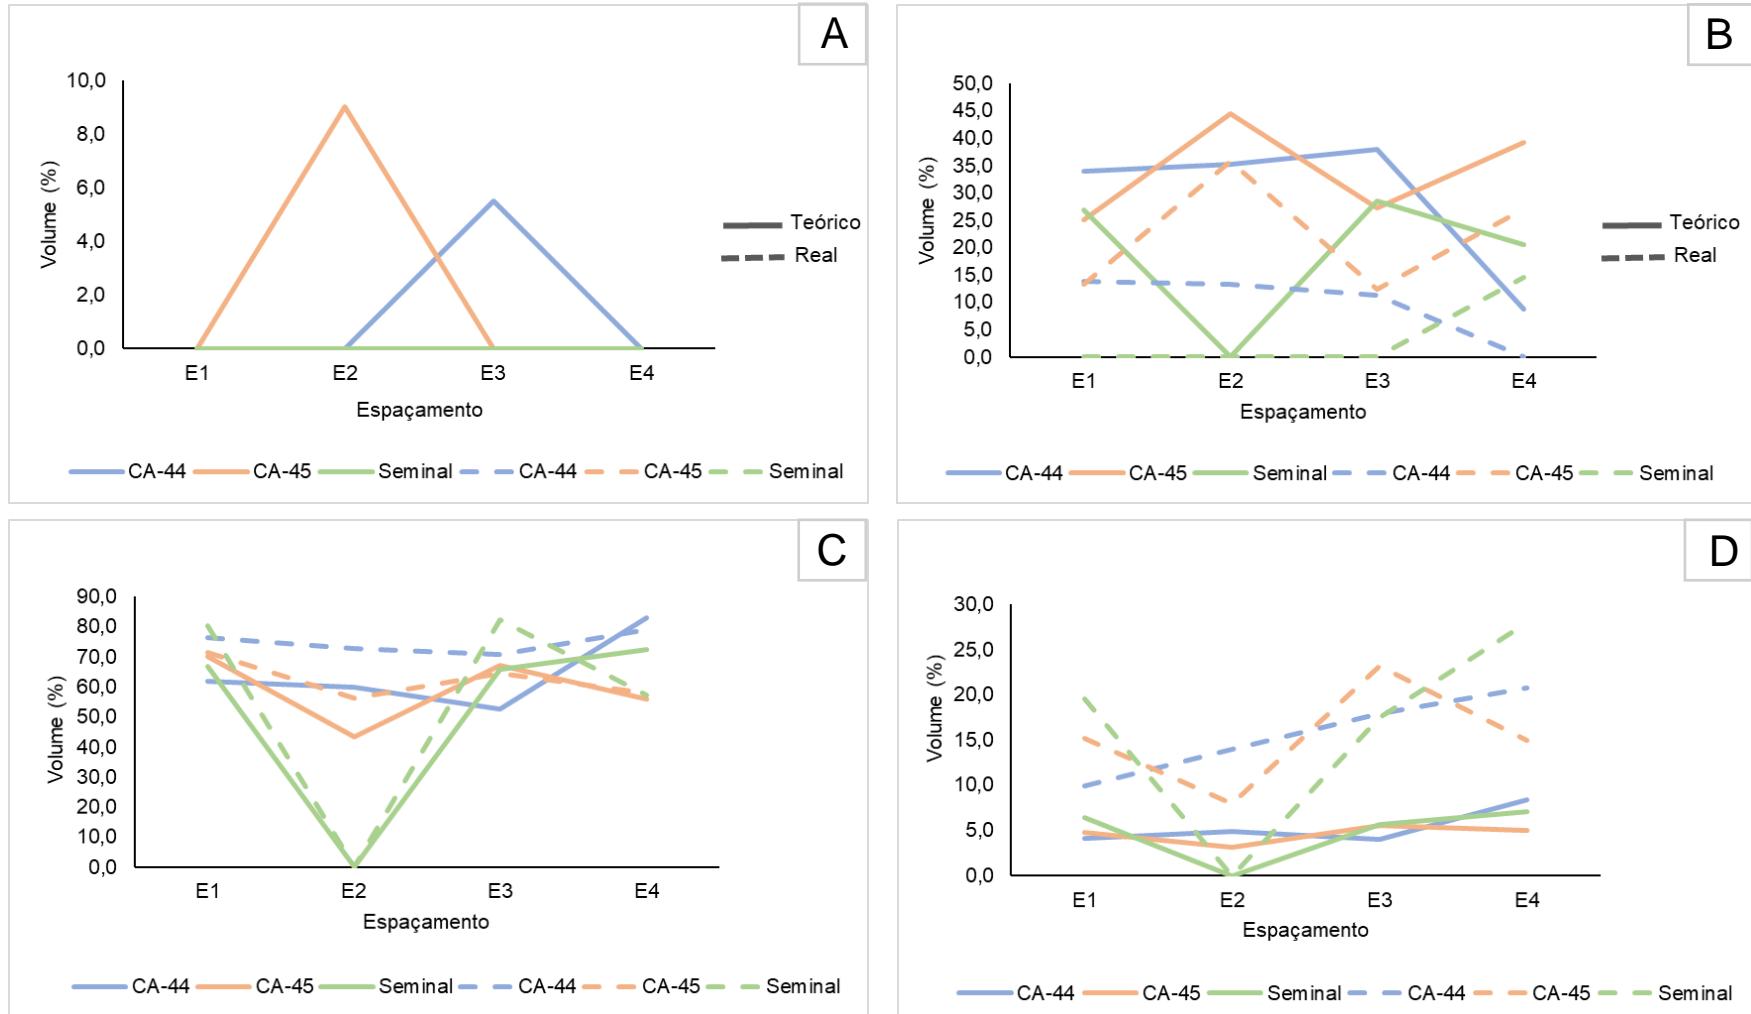 A
10,0
8,0
6,0
4,0
2,0
0,0
Volume (%)
E1 E2 E3 E4
Espaçamento
Teórico
Real
CA-44 CA-45 Seminal CA-44 CA-45 Seminal
B
50,0
45,0
40,0
35,0
30,0
25,0
20,0
15,0
10,0
5,0
0,0
Volume (%)
E1 E2 E3 E4
Espaçamento
Teórico
Real
CA-44 CA-45 Seminal CA-44 CA-45 Seminal
C
90,0
80,0
70,0
60,0
50,0
40,0
30,0
20,0
10,0
0,0
Volume (%)
E1 E2 E3 E4
Espaçamento
CA-44 CA-45 Seminal CA-44 CA-45 Seminal
D
30,0
25,0
20,0
15,0
10,0
5,0
0,0
Volume (%)
E1 E2 E3 E4
Espaçamento
CA-44 CA-45 Seminal CA-44 CA-45 Seminal